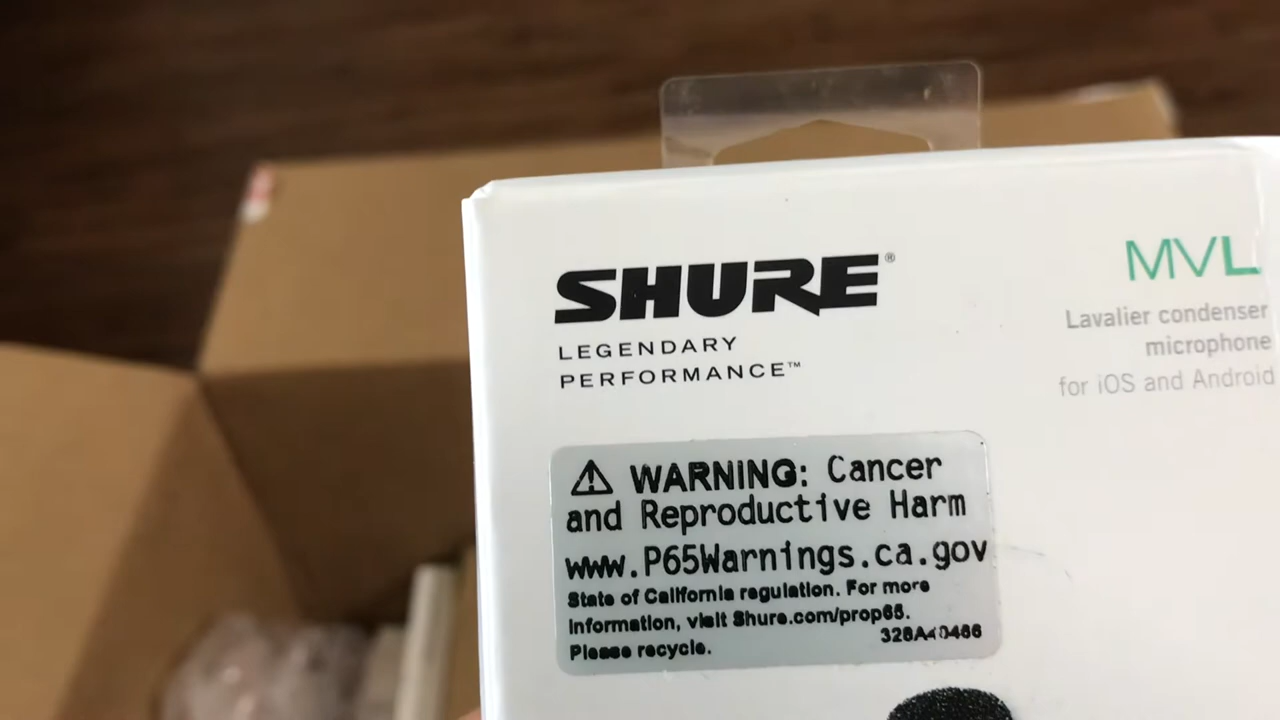 SHURE®
LEGENDARY
PERFORMANCE™
MVL
Lavalier condenser
microphone
for iOS and Android
⚠ WARNING: Cancer
and Reproductive Harm
www.P65Warnings.ca.gov
State of California regulation. For more
information, visit Shure.com/prop65.
Please recycle.